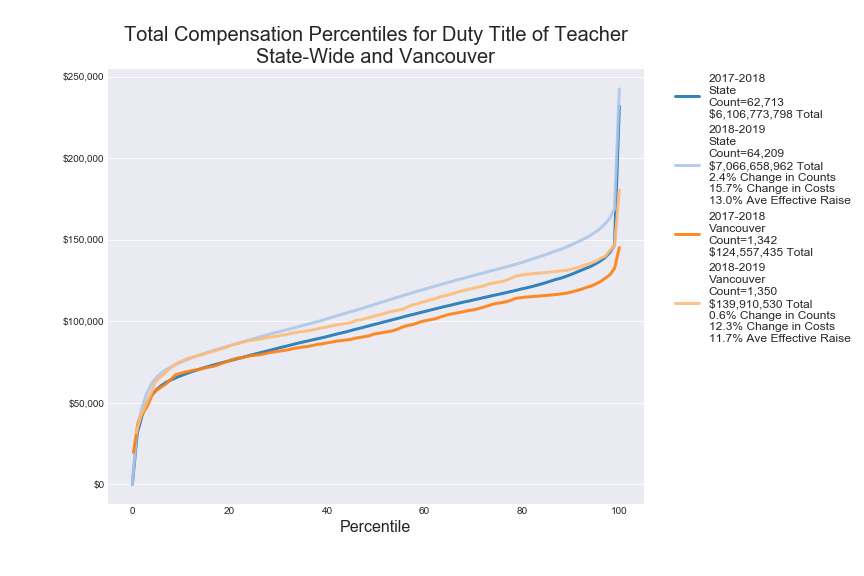 Total Compensation Percentiles for Duty Title of Teacher
State-Wide and Vancouver
$250,000
$200,000
$150,000
$100,000
$50,000
$0
0
20
40
60
80
100
Percentile
2017-2018
State
Count=62,713
$6,106,773,798 Total
2018-2019
State
Count=64,209
$7,066,658,962 Total
2.4% Change in Counts
15.7% Change in Costs
13.0% Ave Effective Raise
2017-2018
Vancouver
Count=1,342
$124,557,435 Total
2018-2019
Vancouver
Count=1,350
$139,910,530 Total
0.6% Change in Counts
12.3% Change in Costs
11.7% Ave Effective Raise